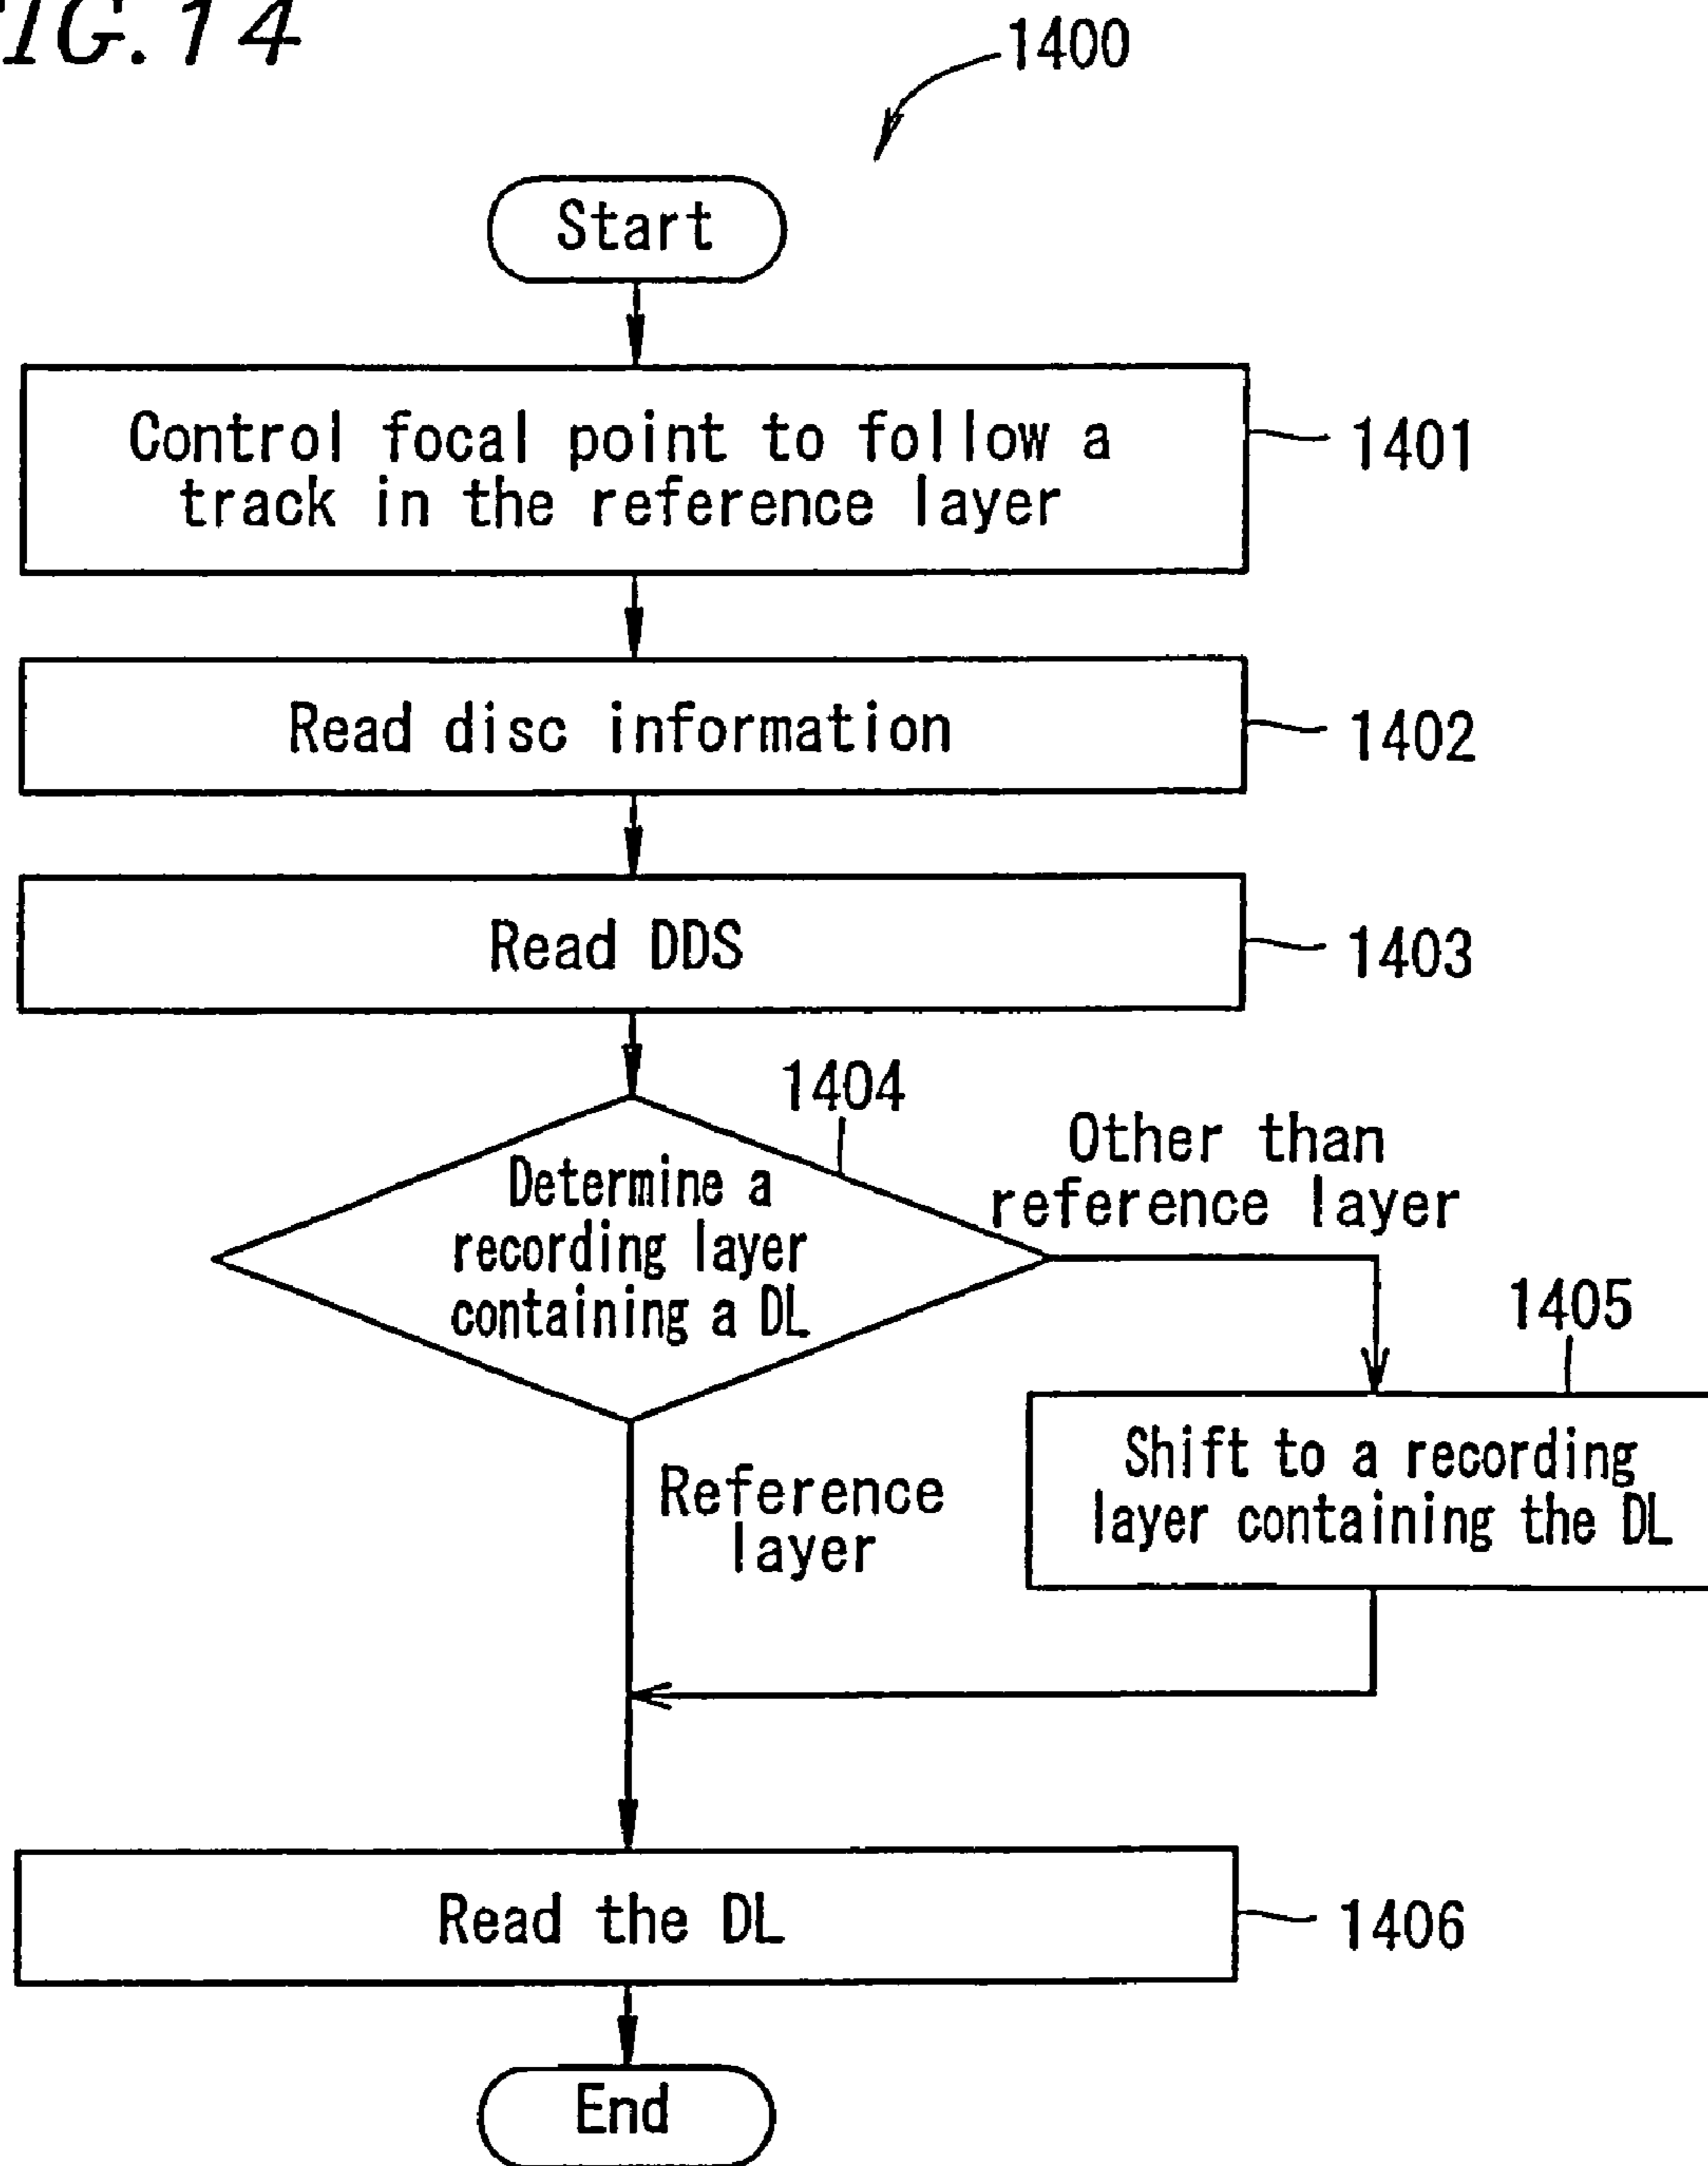 FIG. 14
1400
Start
Control focal point to follow a
track in the reference layer
1401
Read disc information
1402
Read DDS
1403
1404
Determine a
recording layer
containing a DL
Other than
reference layer
1405
Shift to a recording
layer containing the DL
Reference
layer
Read the DL
1406
End